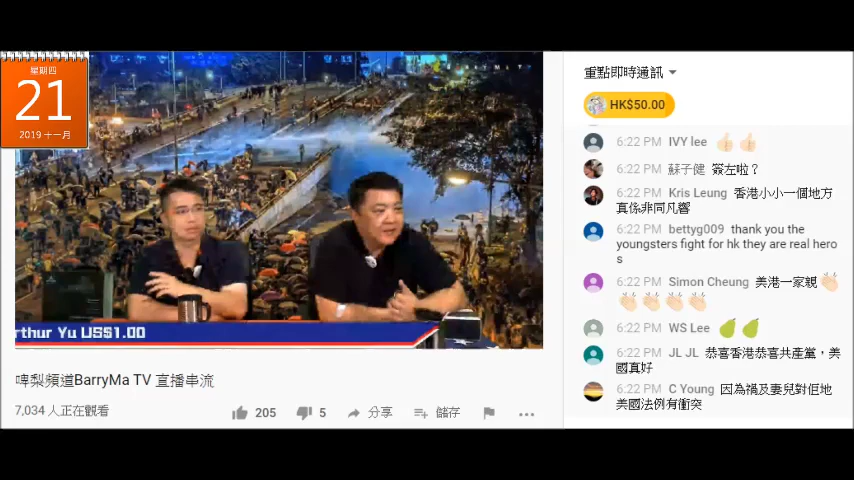 星期四
21
2019 十一月
rthur Yu US$1.00
啤梨頻道BarryMa TV 直播串流
7,034 人正在觀看
205
5
分享
儲存
重點即時通訊
HK$50.00
6:22 PM IVY lee 👍🏻👍🏻
6:22 PM 蘇子健 簽左啦？
6:22 PM Kris Leung 香港小小一個地方
真係非同凡響
6:22 PM bettyg009 thank you the
youngsters fight for hk they are real hero
s
6:22 PM Simon Cheung 美港一家親👏🏻
👏🏻👏🏻👏🏻👏🏻
6:22 PM WS Lee 🍐🍐
6:22 PM JL JL 恭喜香港恭喜共產黨，美
國真好
6:22 PM C Young 因為禍及妻兒對佢地
美國法例有衝突